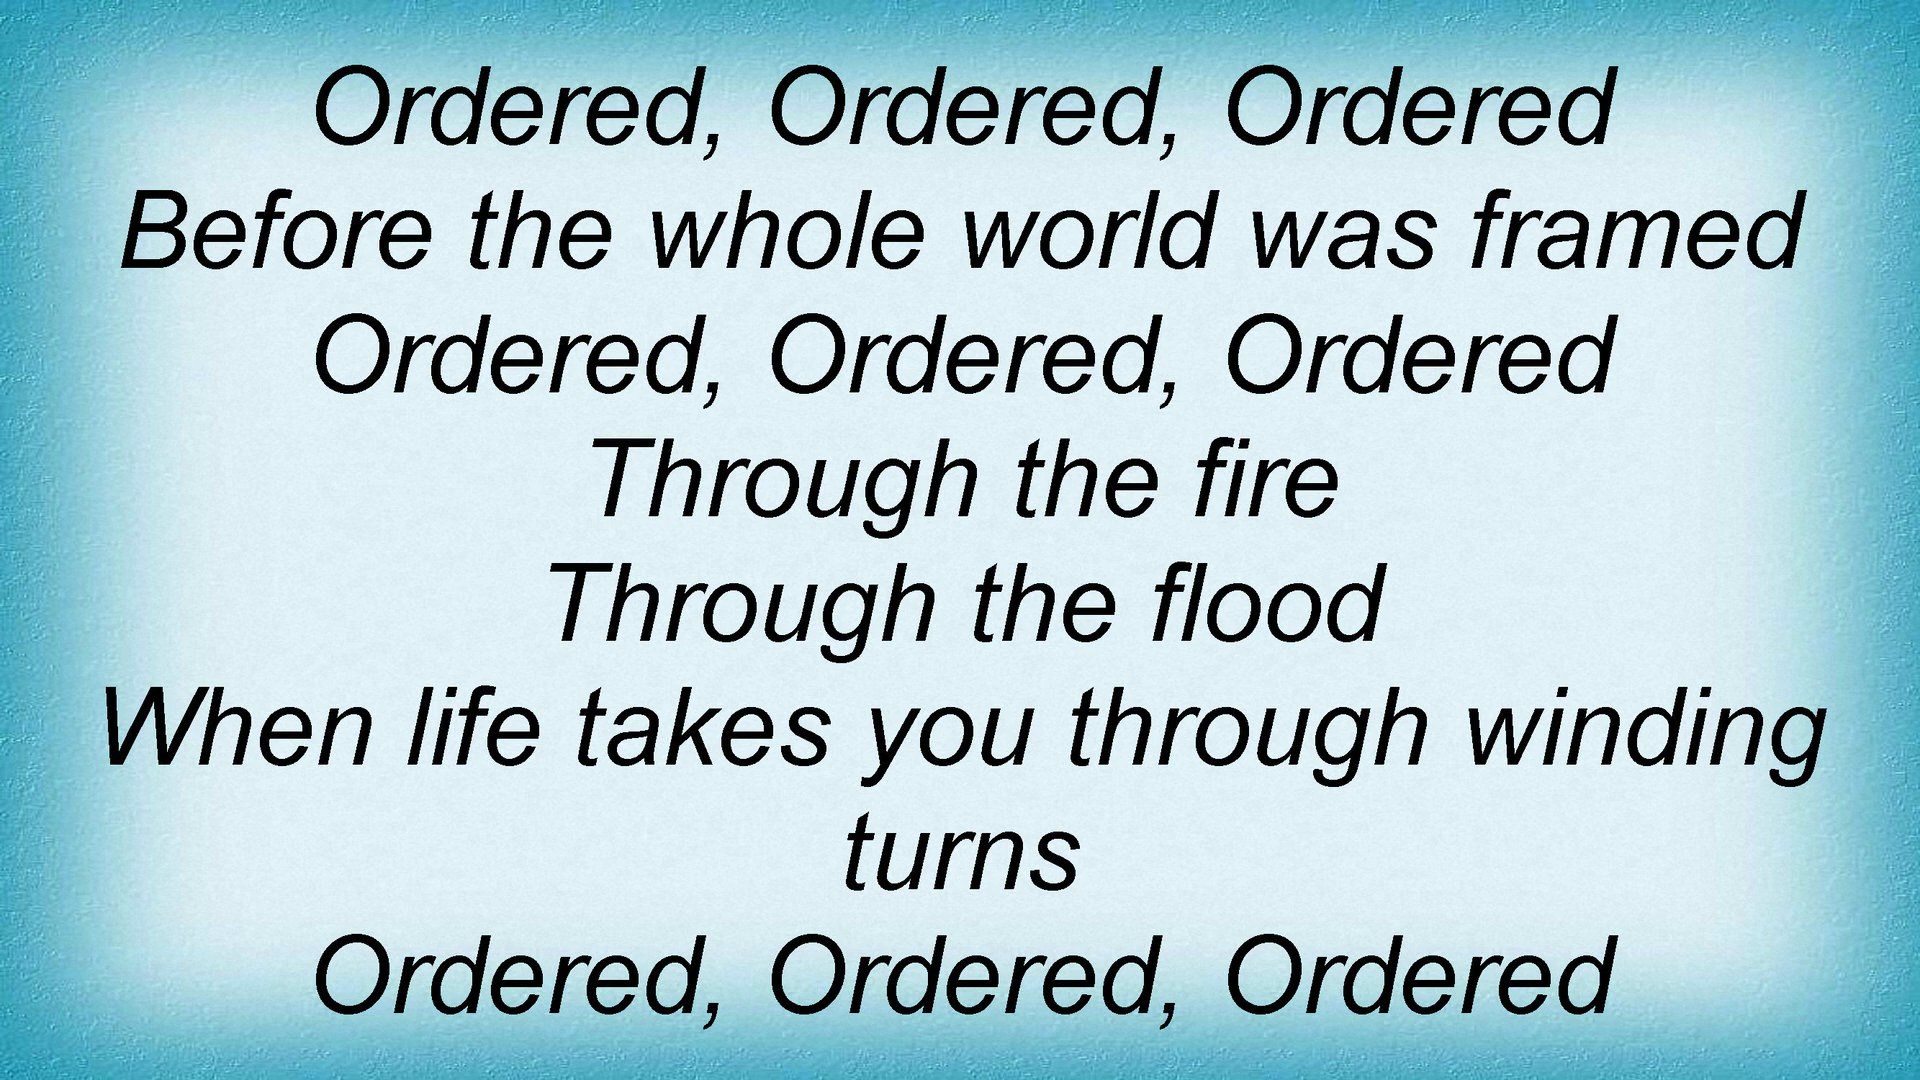 Ordered, Ordered, Ordered
Before the whole world was framed
Ordered, Ordered, Ordered
Through the fire
Through the flood
When life takes you through winding
turns
Ordered, Ordered, Ordered